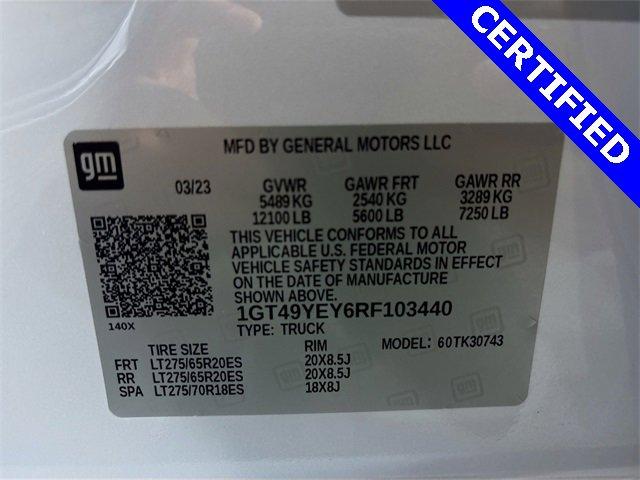 CERTIFIED
gm
MFD BY GENERAL MOTORS LLC
03/23 GVWR GAWR FRT GAWR RR
5489 KG 2540 KG 3289 KG
12100 LB 5600 LB 7250 LB
THIS VEHICLE CONFORMS TO ALL
APPLICABLE U.S. FEDERAL MOTOR
VEHICLE SAFETY STANDARDS IN EFFECT
ON THE DATE OF MANUFACTURE
SHOWN ABOVE.
140X
1GT49YEY6RF103440
TYPE: TRUCK
TIRE SIZE RIM MODEL: 60TK30743
FRT LT275/65R20ES 20X8.5J
RR LT275/65R20ES 20X8.5J
SPA LT275/70R18ES 18X8J